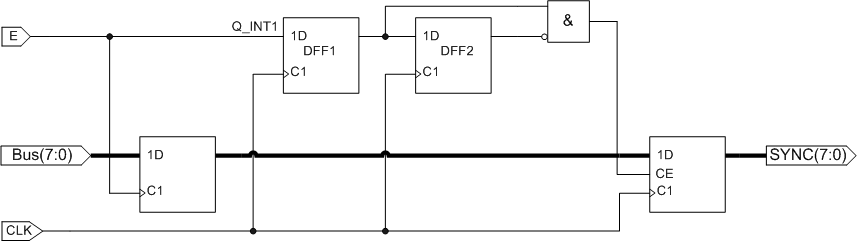 E
Q_INT1
1D
DFF1
C1
1D
DFF2
C1
&
Bus(7:0)
1D
C1
1D
CE
C1
SYNC(7:0)
CLK